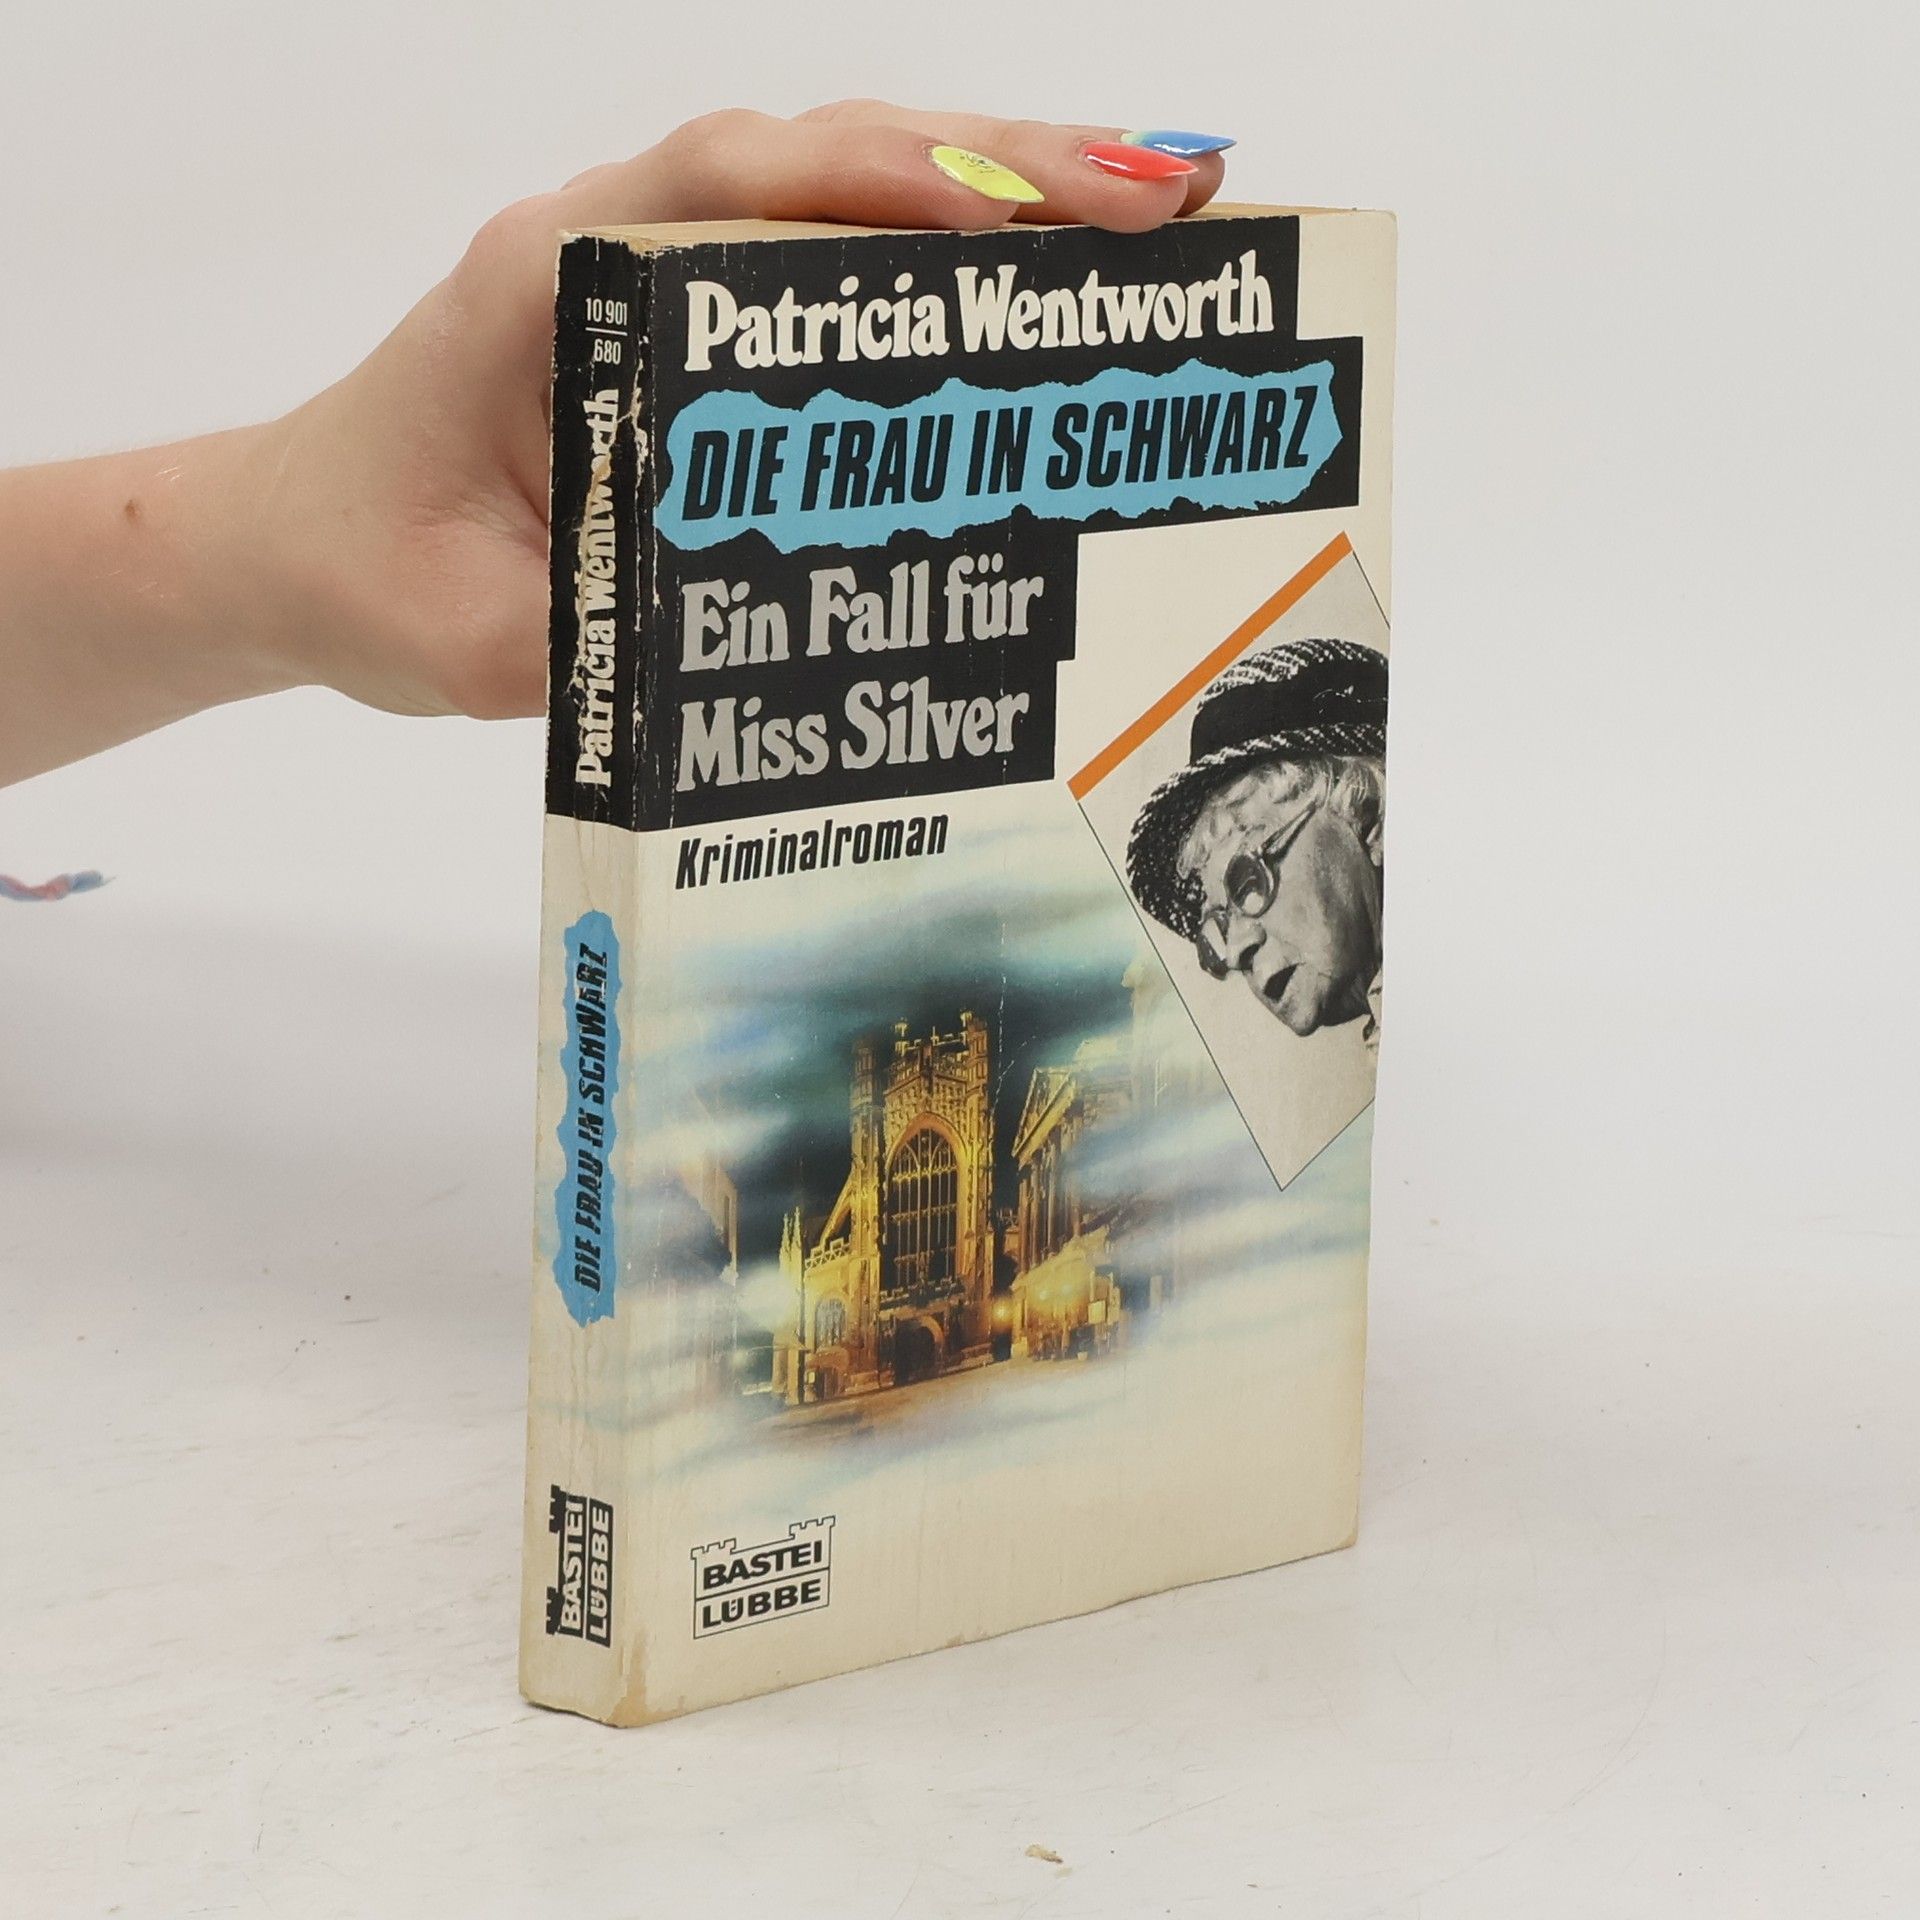 10 901
680
Patricia Wentworth
DIE FRAU IN SCHWARZ
BASTEI
LÜBBE
Patricia Wentworth
DIE FRAU IN SCHWARZ
Ein Fall für
Miss Silver
Kriminalroman
BASTEI
LÜBBE